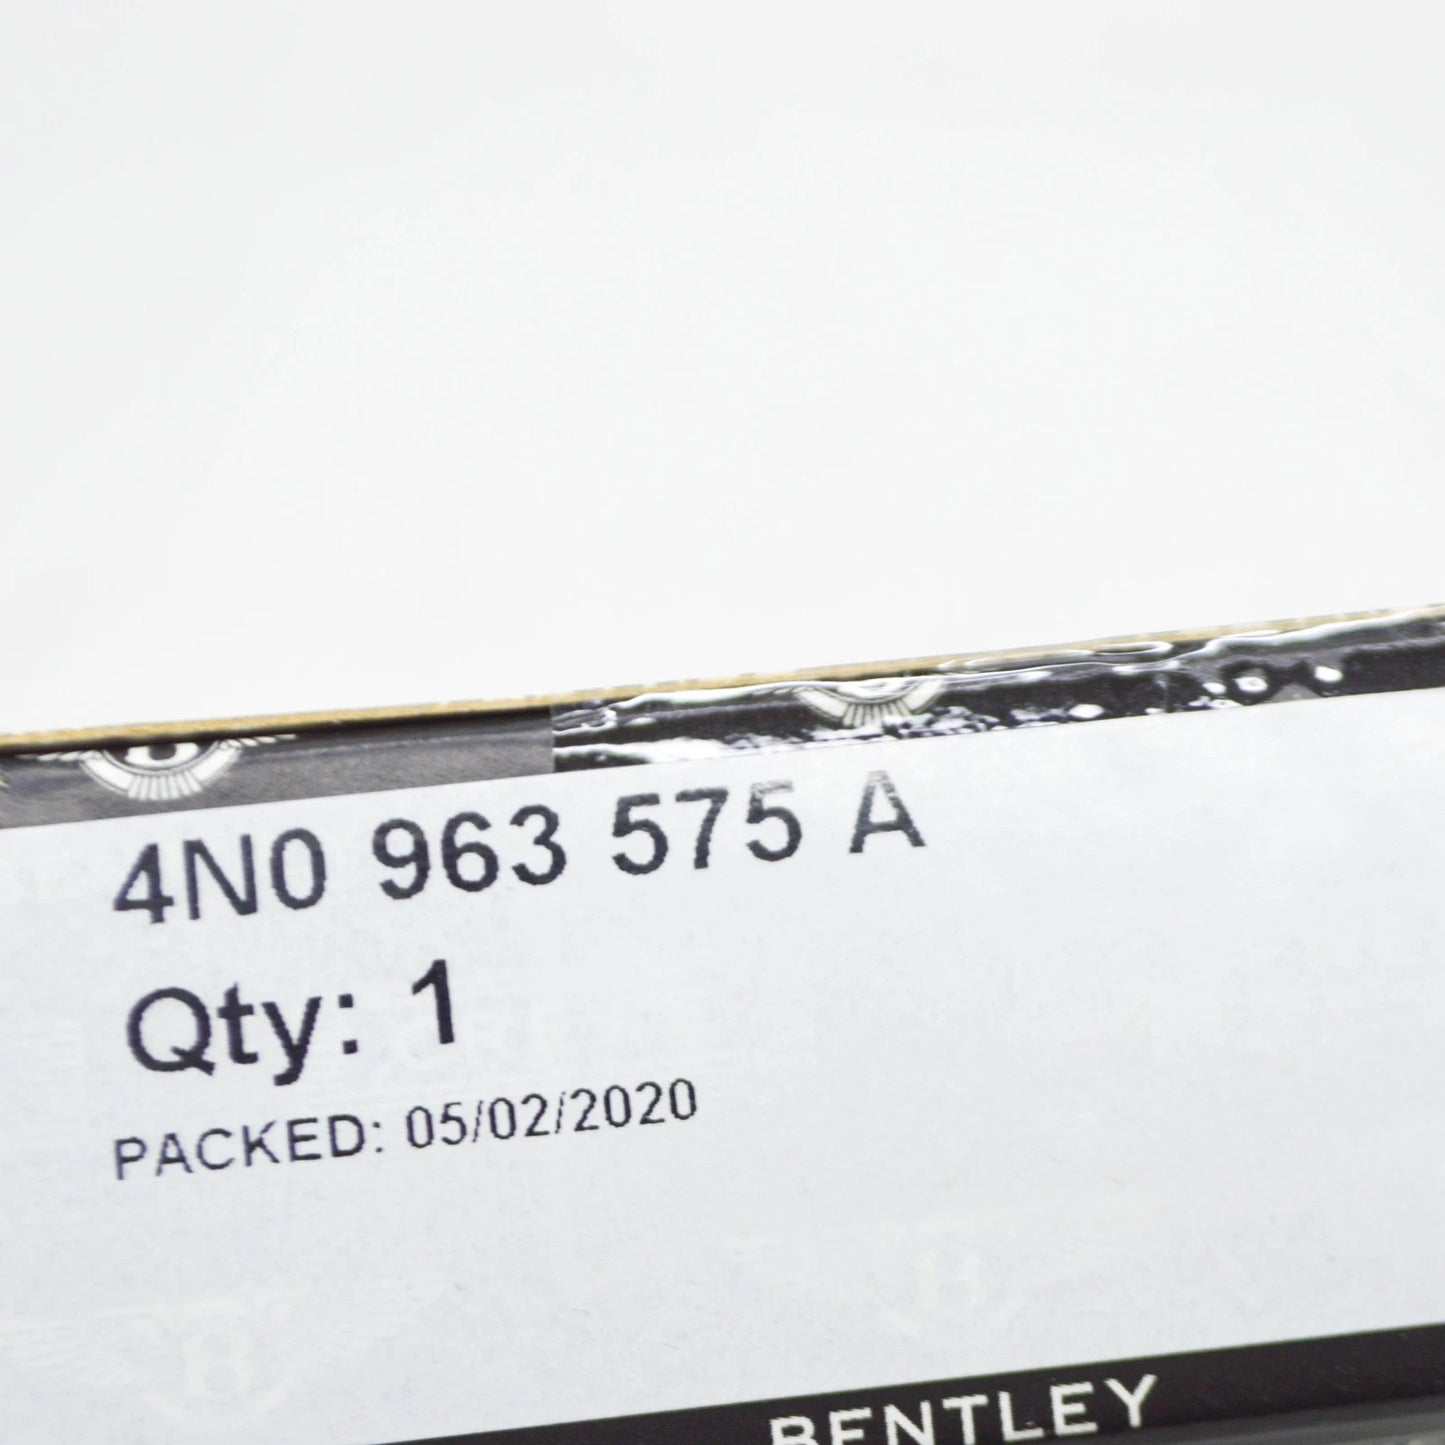 4N0 963 575 A
Qty: 1
PACKED: 05/02/2020
BENTLEY